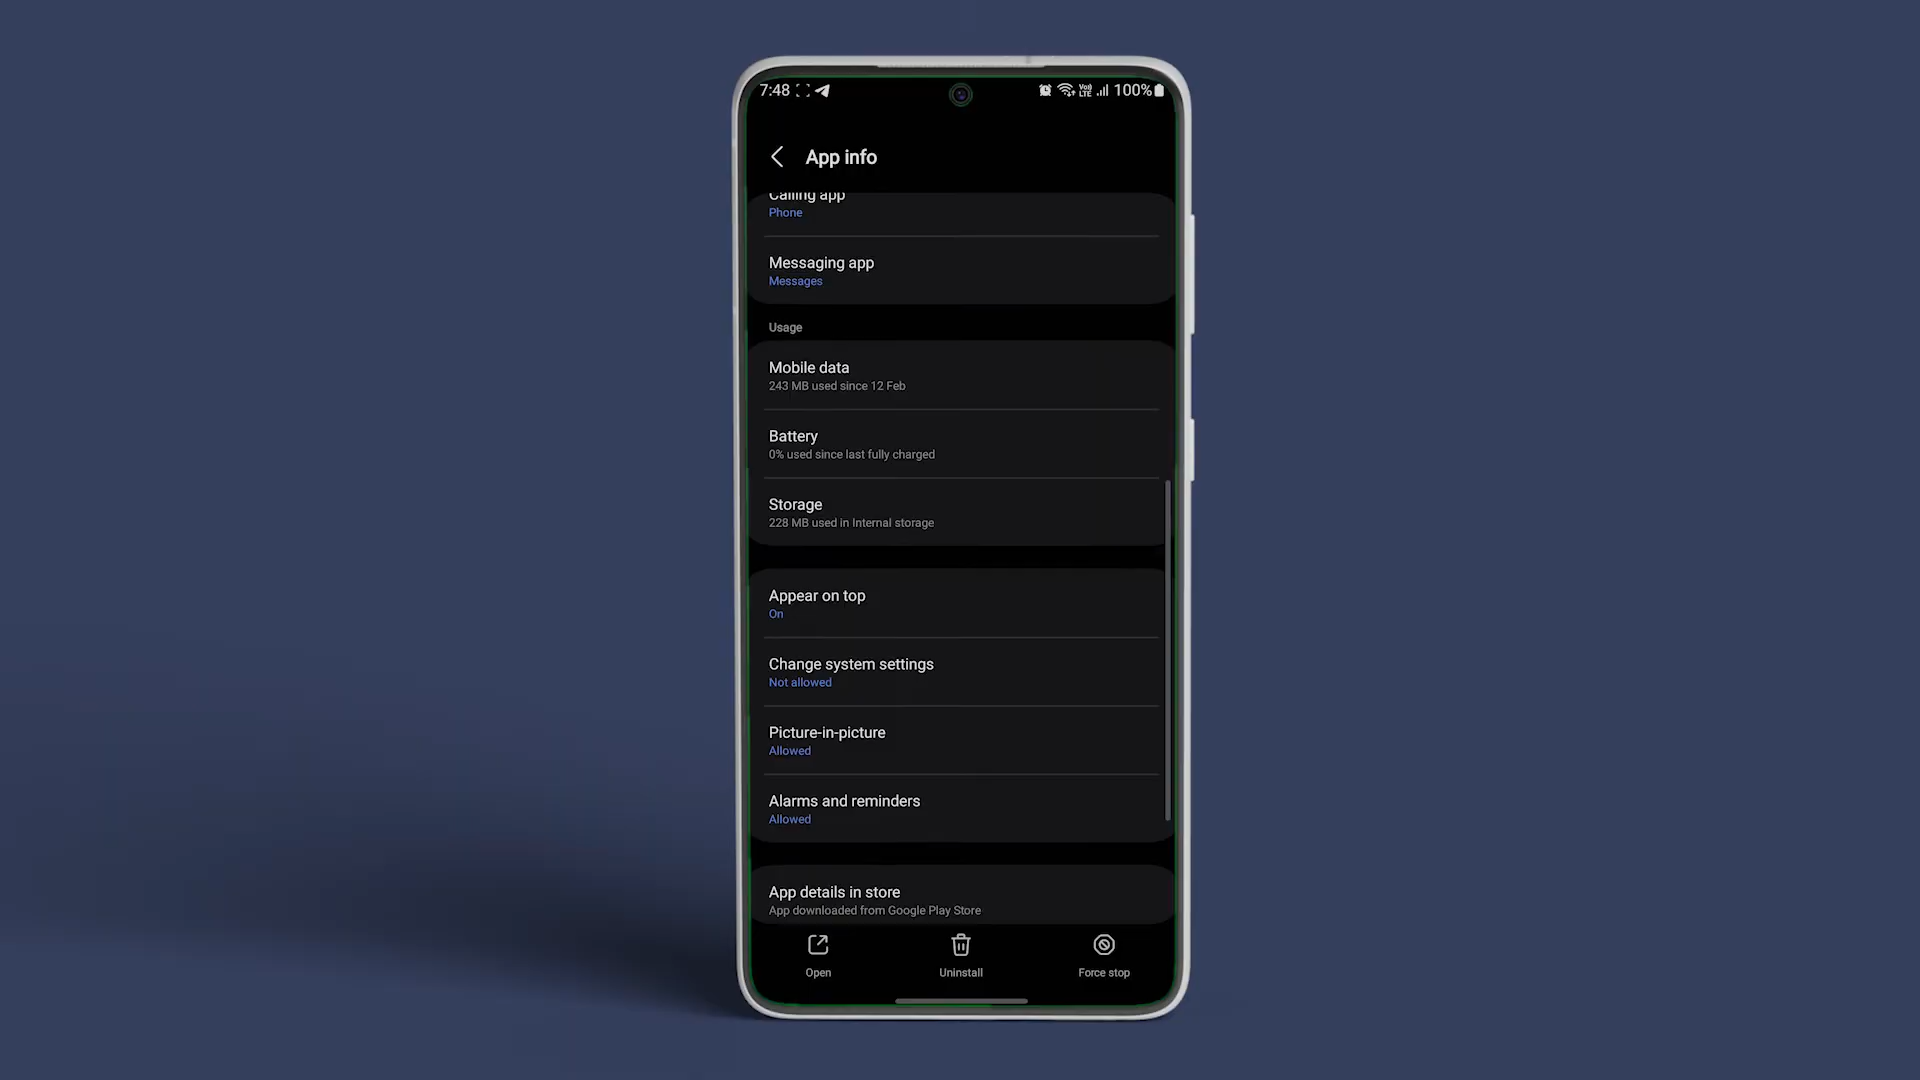 7:48 Vo)) LTE 100%
App info
Calling app
Phone
Messaging app
Messages
Usage
Mobile data
243 MB used since 12 Feb
Battery
0% used since last fully charged
Storage
228 MB used in Internal storage
Appear on top
On
Change system settings
Not allowed
Picture-in-picture
Allowed
Alarms and reminders
Allowed
App details in store
App downloaded from Google Play Store
Open Uninstall Force stop